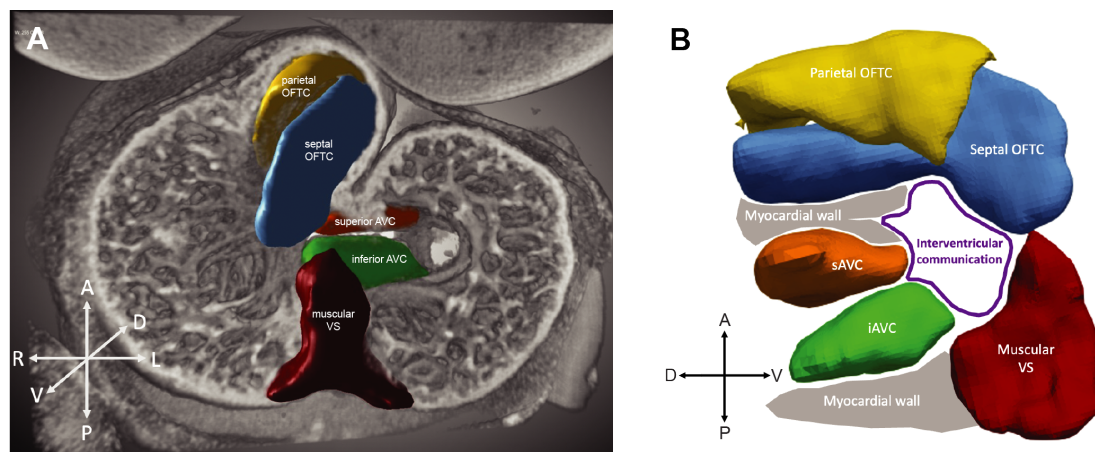 A
parietal
OFTC
septal
OFTC
superior AVC
inferior AVC
muscular
VS
A
D
R
L
V
P
B
Parietal OFTC
Septal OFTC
Myocardial wall
Interventricular
communication
sAVC
iAVC
Muscular
VS
Myocardial wall
A
D
V
P